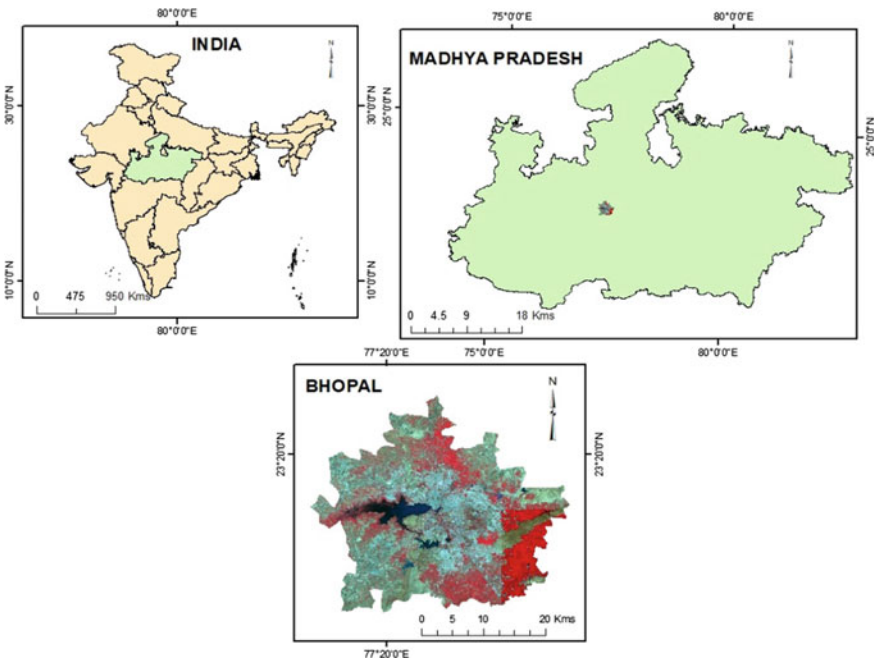 80°0'0"E
INDIA
N
30°0'0"N
30°0'0"N
10°0'0"N
10°0'0"N
0 475 950 Kms
80°0'0"E
75°0'0"E 80°0'0"E
MADHYA PRADESH
N
25°0'0"N
25°0'0"N
0 4.5 9 18 Kms
75°0'0"E 80°0'0"E
77°20'0"E
BHOPAL
N
23°20'0"N
23°20'0"N
0 5 10 20 Kms
77°20'0"E